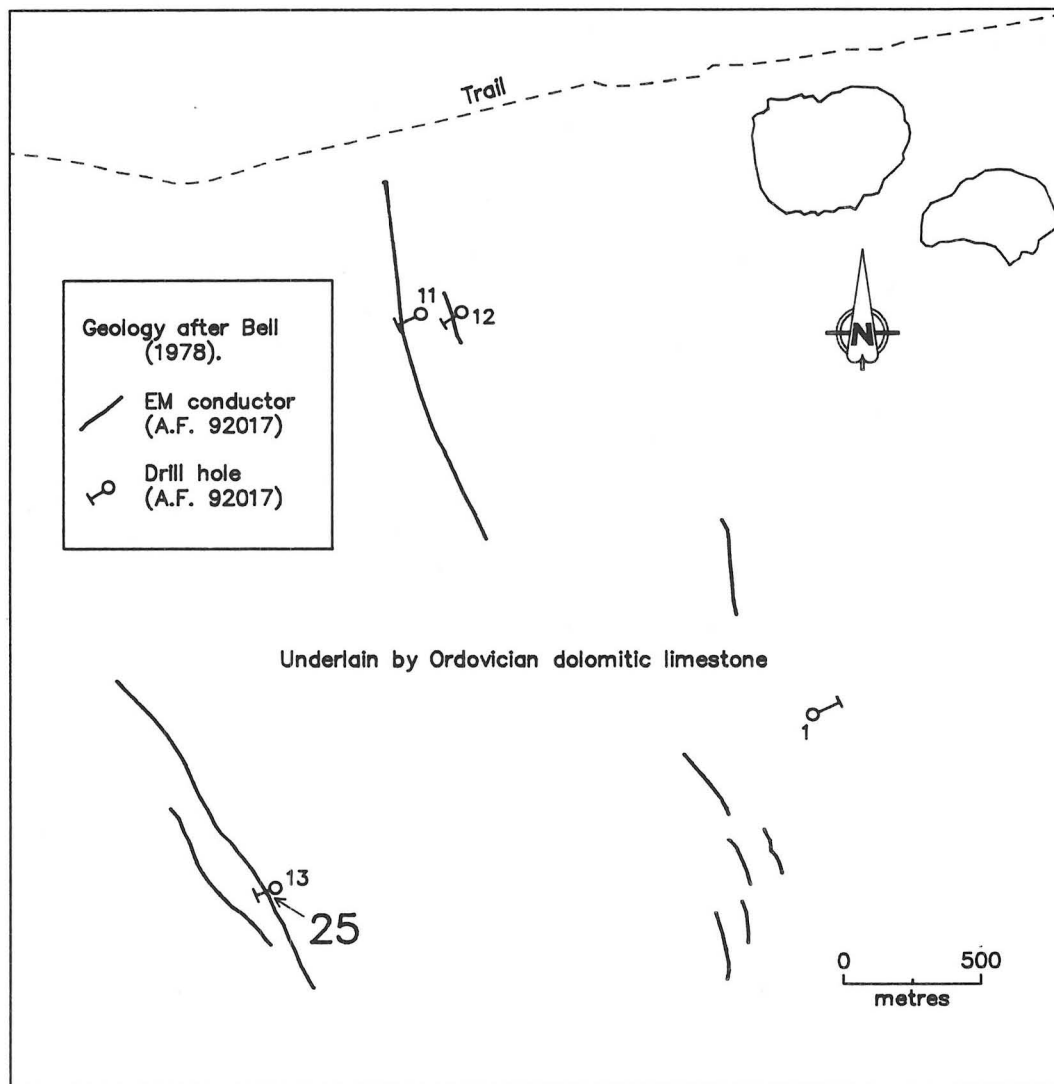 Trail
11
12
N
Geology after Bell
(1978).
EM conductor
(A.F. 92017)
Drill hole
(A.F. 92017)
Underlain by Ordovician dolomitic limestone
1
13
25
0 500
metres